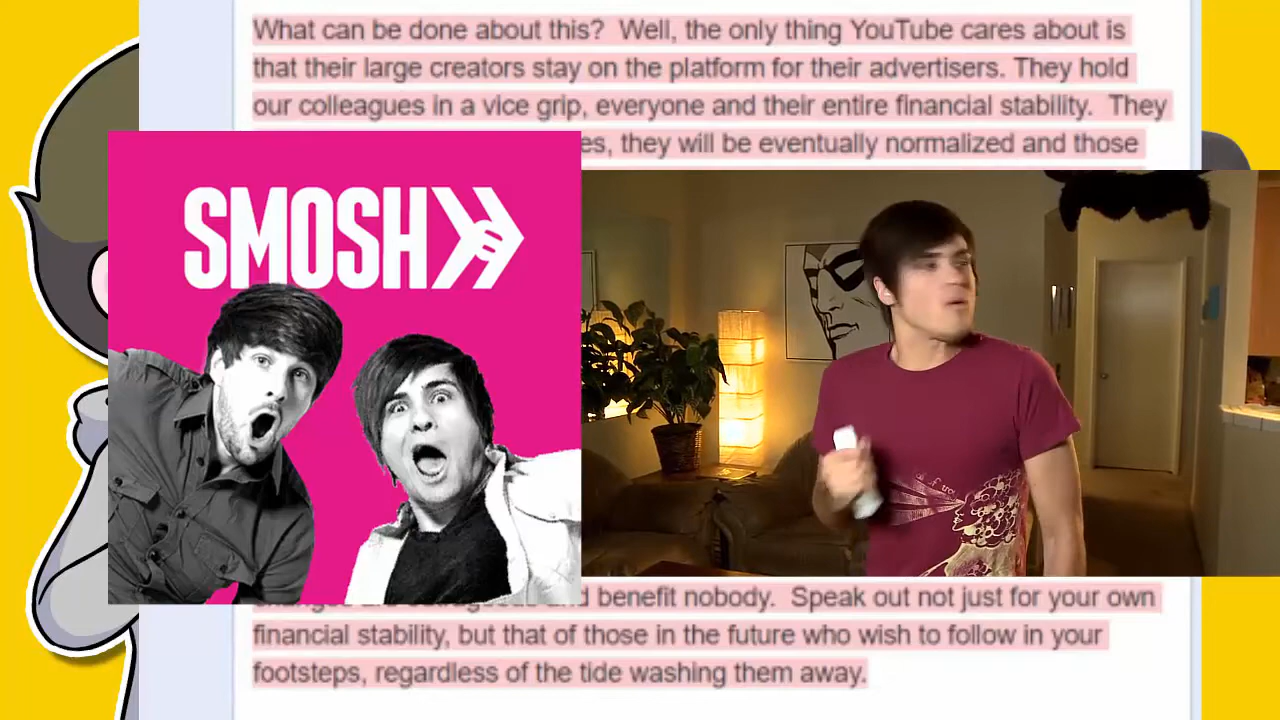 What can be done about this?  Well, the only thing YouTube cares about is
that their large creators stay on the platform for their advertisers. They hold
our colleagues in a vice grip, everyone and their entire financial stability.  They
they will be eventually normalized and those
SMOSH
benefit nobody.  Speak out not just for your own
financial stability, but that of those in the future who wish to follow in your
footsteps, regardless of the tide washing them away.